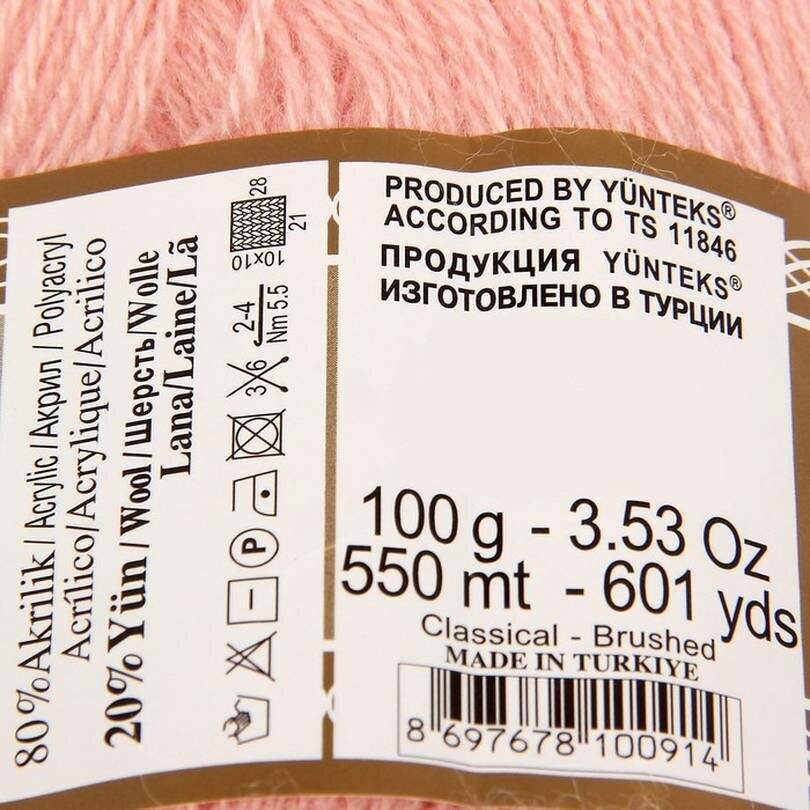 80%Akrilik / Acrylic / Акрил / Polyacryl
Acrílico/Acrylique/Acrilico
20%Yün / Wool / Шерсть/Wolle
Lana/Laine/Lã
P
3 6
2-4
Nm 5.5
10x10
28
21
PRODUCED BY YÜNTEKS®
ACCORDING TO TS 11846
ПРОДУКЦИЯ YÜNTEKS®
ИЗГОТОВЛЕНО В ТУРЦИИ
100 g - 3.53 Oz
550 mt - 601 yds
Classical - Brushed
MADE IN TURKIYE
8 697678 100914